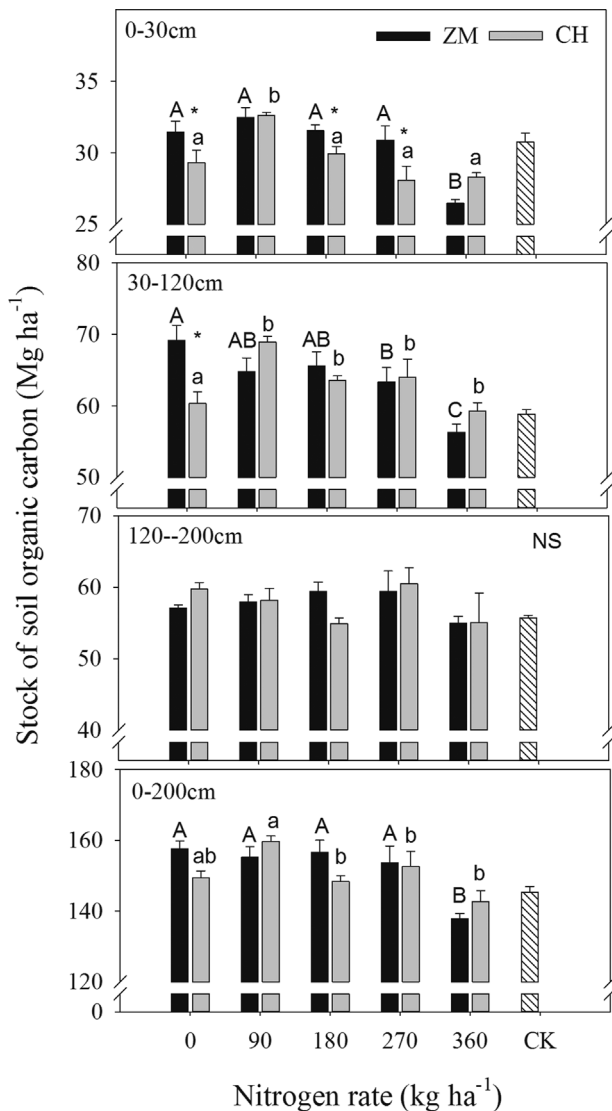 0-30cm ZM CH
35
A * A b A * A
a a * a
30 B a
25
80
30-120cm
A * AB b AB b B b
70
a C b
60
50
70
120--200cm NS
60
50
40
180
0-200cm
A ab A a A b A b
160
B b
140
120
0
0 90 180 270 360 CK
Nitrogen rate (kg ha⁻¹)
Stock of soil organic carbon (Mg ha⁻¹)